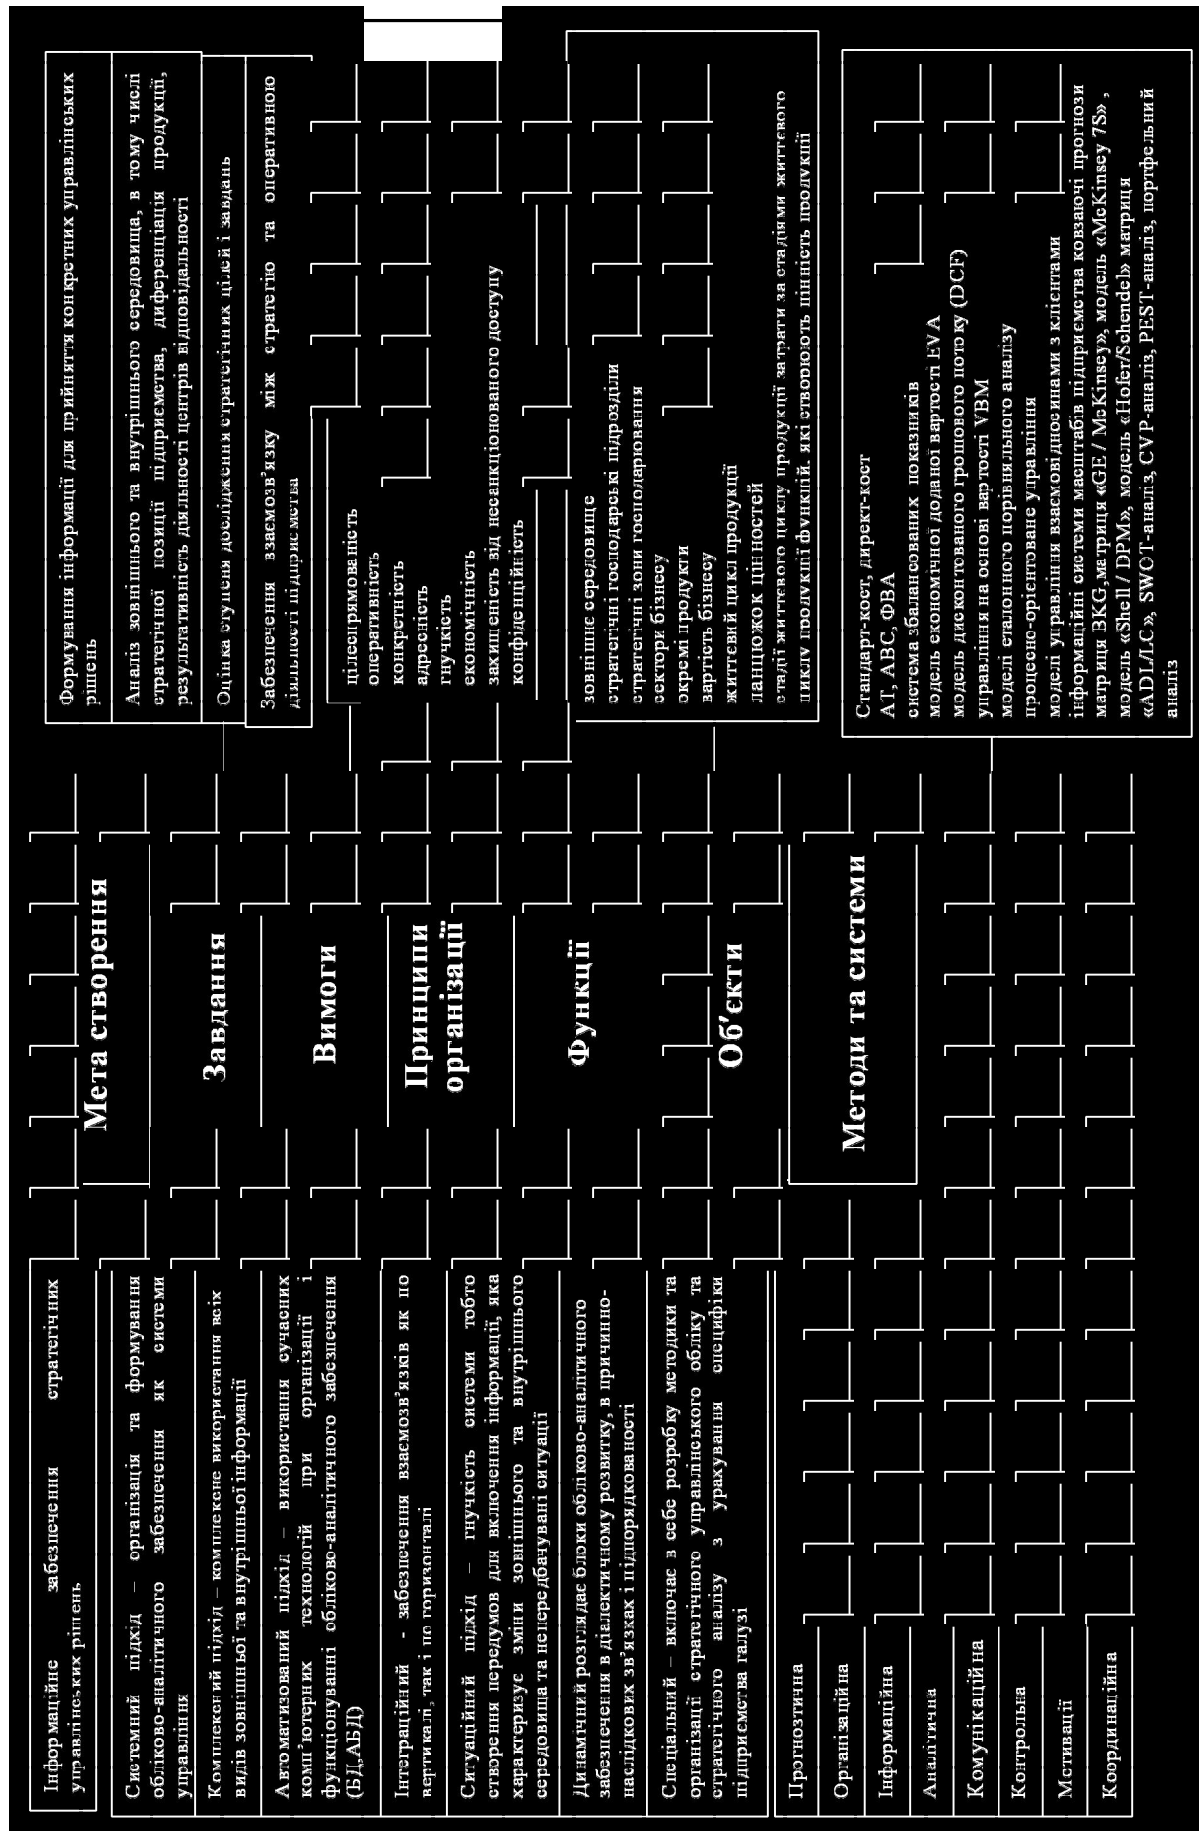 Інформаційне забезпечення стратегічних
управлінських рішень
Системний підхід – організація та формування
обліково-аналітичного забезпечення як системи
управління
Комплексний підхід – комплексне використання всіх
видів зовнішньої та внутрішньої інформації
Автоматизований підхід – використання сучасних
комп'ютерних технологій при організації і
функціонуванні обліково-аналітичного забезпечення
(БД,АБД)
Інтеграційний - забезпечення взаємозв'язків як по
вертикалі, так і по горизонталі
Ситуаційний підхід – гнучкість системи тобто
створення передумов для включення інформації, яка
характеризує зміни зовнішнього та внутрішнього
середовища та непередбачувані ситуації
Динамічний розглядає блоки обліково-аналітичного
забезпечення в діалектичному розвитку, в причинно-
наслідкових зв'язках і підпорядкованості
Спеціальний – включає в себе розробку методики та
організації стратегічного управлінського обліку та
стратегічного аналізу з урахування специфіки
підприємства галузі
Прогнозтична
Організаційна
Інформаційна
Аналітична
Комунікаційна
Контрольна
Мотивації
Координаційна
Мета створення
Завдання
Вимоги
Принципи
організації
Функції
Об'єкти
Методи та системи
Формування інформації для прийняття конкретних управлінських
рішень
Аналіз зовнішнього та внутрішнього середовища, в тому числі
стратегічної позиції підприємства, диференціація продукції,
результативність діяльності центрів відповідальності
Оцінка ступеня дослідження стратегічних цілей і завдань
Забезпечення взаємозв'язку між стратегією та оперативною
діяльності підприємства
цілеспрямованість
оперативність
конкретність
адресність
гнучкість
економічність
захищеність від несанкціонованого доступу
конфіденційність
зовнішнє середовище
стратегічні господарські підрозділи
стратегічні зони господарювання
сектори бізнесу
окремі продукти
вартість бізнесу
життєвий цикл продукції
ланцюжок цінностей
стадії життєвого циклу продукції затрати за стадіями життєвого
циклу продукції функцій, які створюють цінність продукції
Стандарт-кост, директ-кост
АТ, АВС, ФВА
система збалансованих показників
модель економічної доданої вартості EVA
модель дисконтованого грошового потоку (DCF)
управління на основі вартості VBM
моделі еталонного порівняльного аналізу
процесно-орієнтоване управління
моделі управління взаємовідносинами з клієнтами
інформаційні системи масштабів підприємства ковзаючі прогнози
матриця BKG,матриця «GE / McKinsey», модель «McKinsey 7S» ,
модель «Shell / DPM», модель «Hofer/Schendel» матриця
«ADL/LC », SWOT-аналіз, CVP-аналіз, PEST-аналіз, портфельний
аналіз